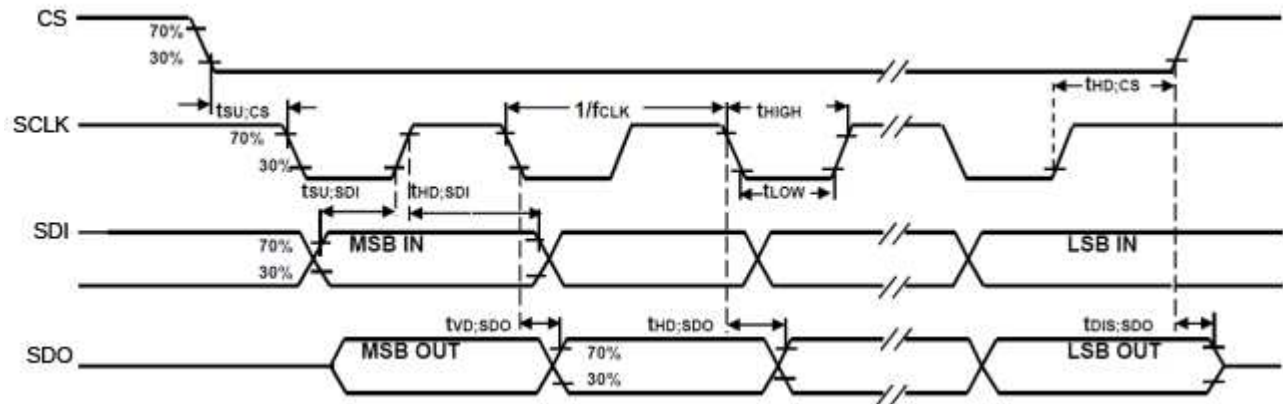 CS
70%
30%
tSU;CS
1/fCLK
tHIGH
tHD;CS
SCLK
70%
30%
tSU;SDI
tHD;SDI
tLOW
SDI
70%
30%
MSB IN
LSB IN
tVD;SDO
tHD;SDO
tDIS;SDO
SDO
MSB OUT
70%
30%
LSB OUT